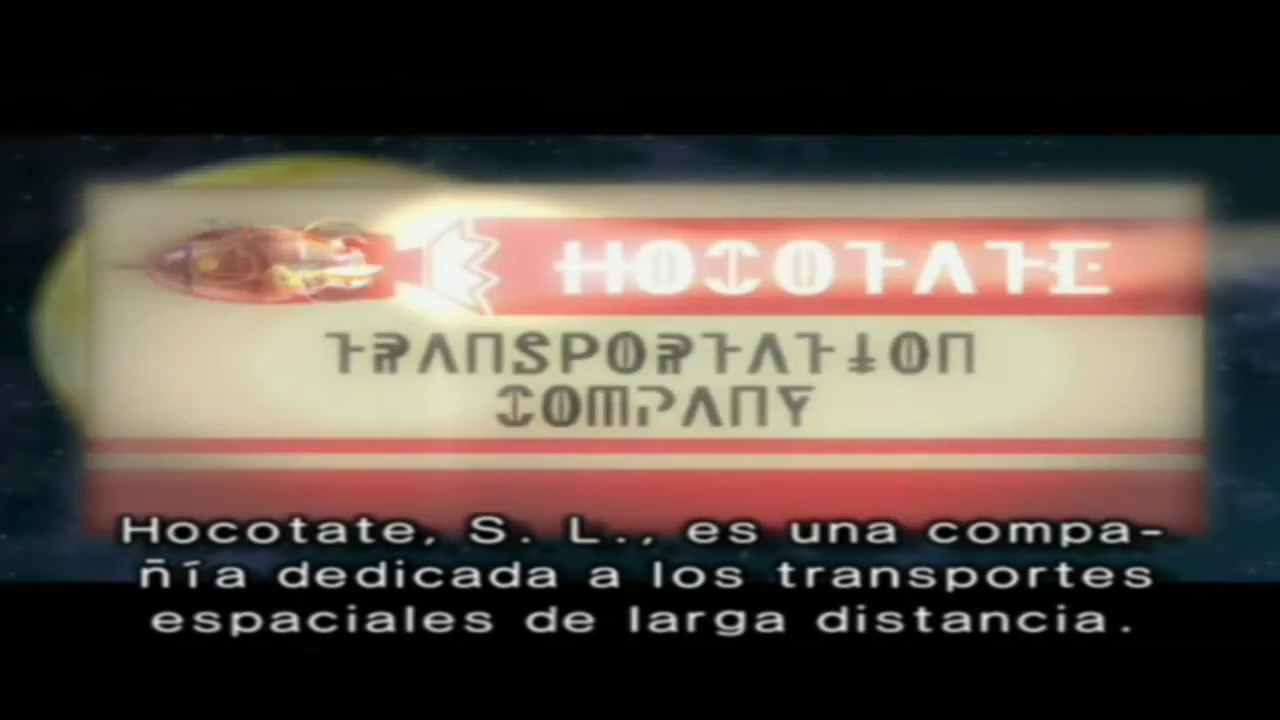 HOCOTATE
TRANSPORTATION
COMPANY
Hocotate, S. L., es una compa-
ñía dedicada a los transportes
espaciales de larga distancia.